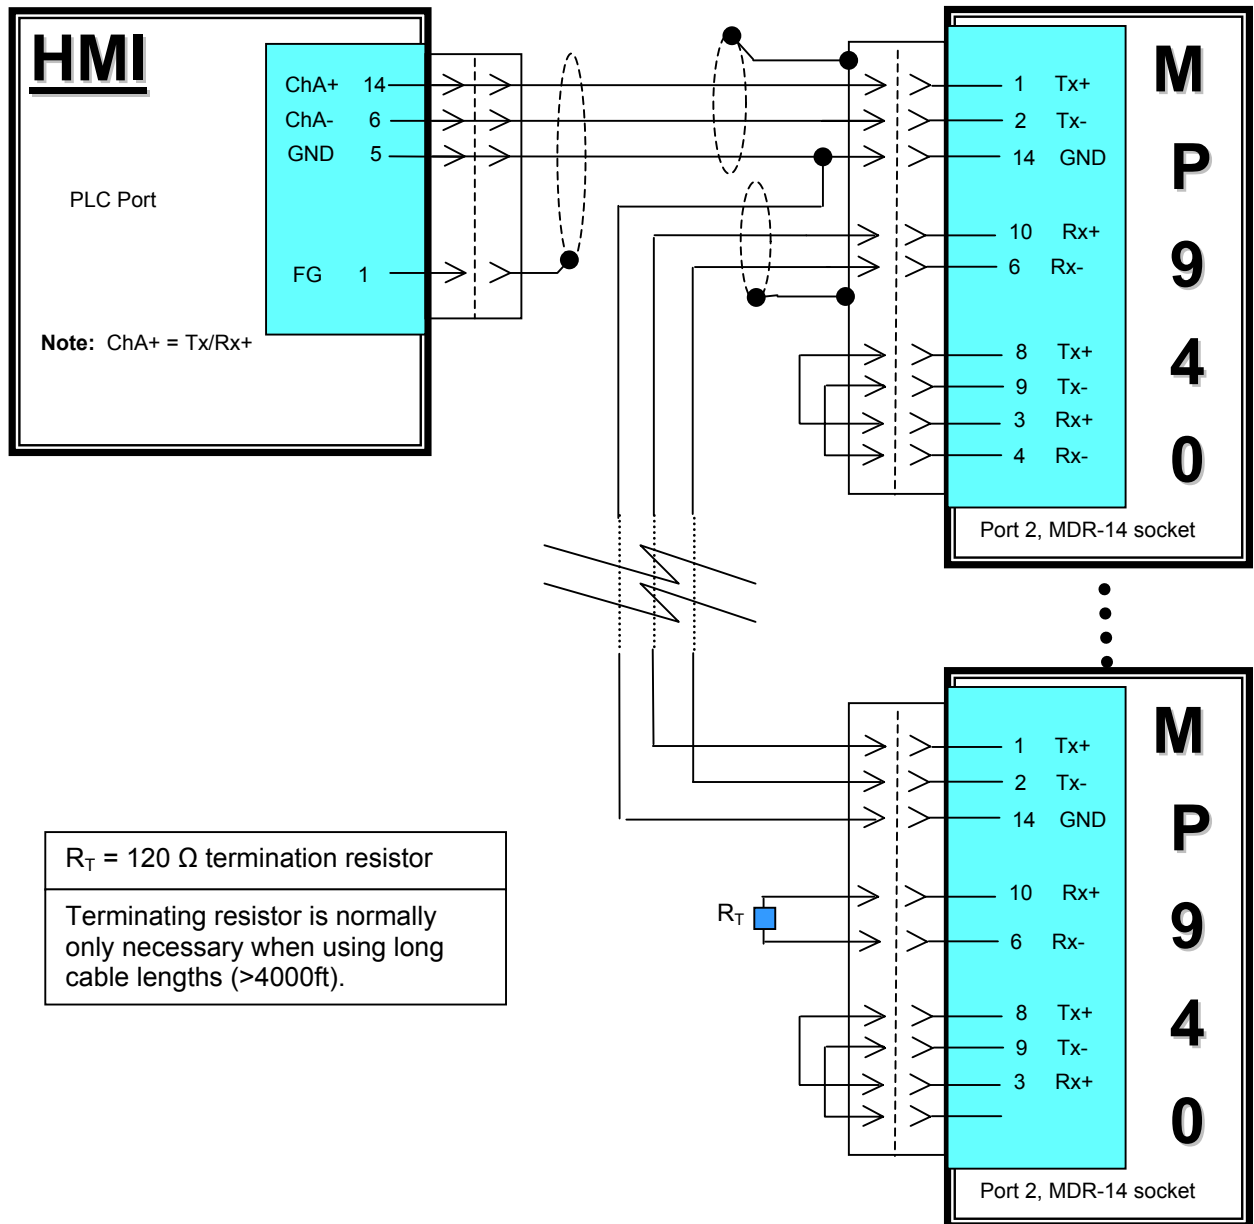 HMI
ChA+ 14
ChA- 6
GND 5
PLC Port
FG 1
Note: ChA+ = Tx/Rx+
M
P
9
4
0
1 Tx+
2 Tx-
14 GND
10 Rx+
6 Rx-
8 Tx+
9 Tx-
3 Rx+
4 Rx-
Port 2, MDR-14 socket
M
P
9
4
0
1 Tx+
2 Tx-
14 GND
RT
10 Rx+
6 Rx-
8 Tx+
9 Tx-
3 Rx+
Port 2, MDR-14 socket
RT = 120 Ω termination resistor
Terminating resistor is normally
only necessary when using long
cable lengths (>4000ft).